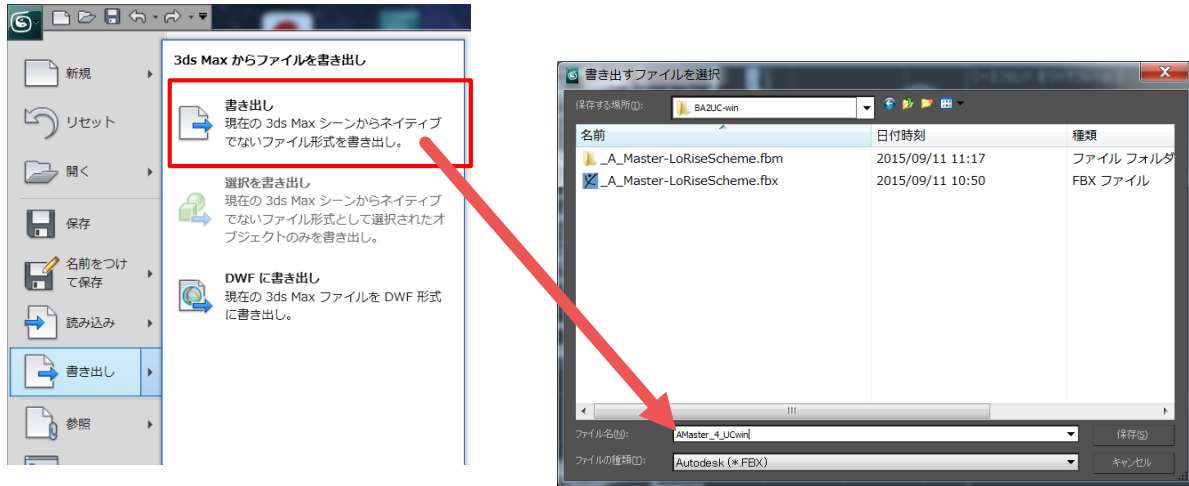 新規
リセット
開く
保存
名前をつけ
て保存
読み込み
書き出し
参照
3ds Max からファイルを書き出し
書き出し
現在の 3ds Max シーンからネイティブ
でないファイル形式を書き出し。
選択を書き出し
現在の 3ds Max シーンからネイティブ
でないファイル形式として選択されたオ
ブジェクトのみを書き出し。
DWF に書き出し
現在の 3ds Max ファイルを DWF 形式
に書き出し。
書き出すファイルを選択
保存する場所(I): BA2UC-win
名前 日付時刻 種類
_A_Master-LoRiseScheme.fbm 2015/09/11 11:17 ファイル フォルダ
_A_Master-LoRiseScheme.fbx 2015/09/11 10:50 FBX ファイル
ファイル名(N): AMaster_4_UCwin 保存(S)
ファイルの種類(T): Autodesk (*.FBX) キャンセル